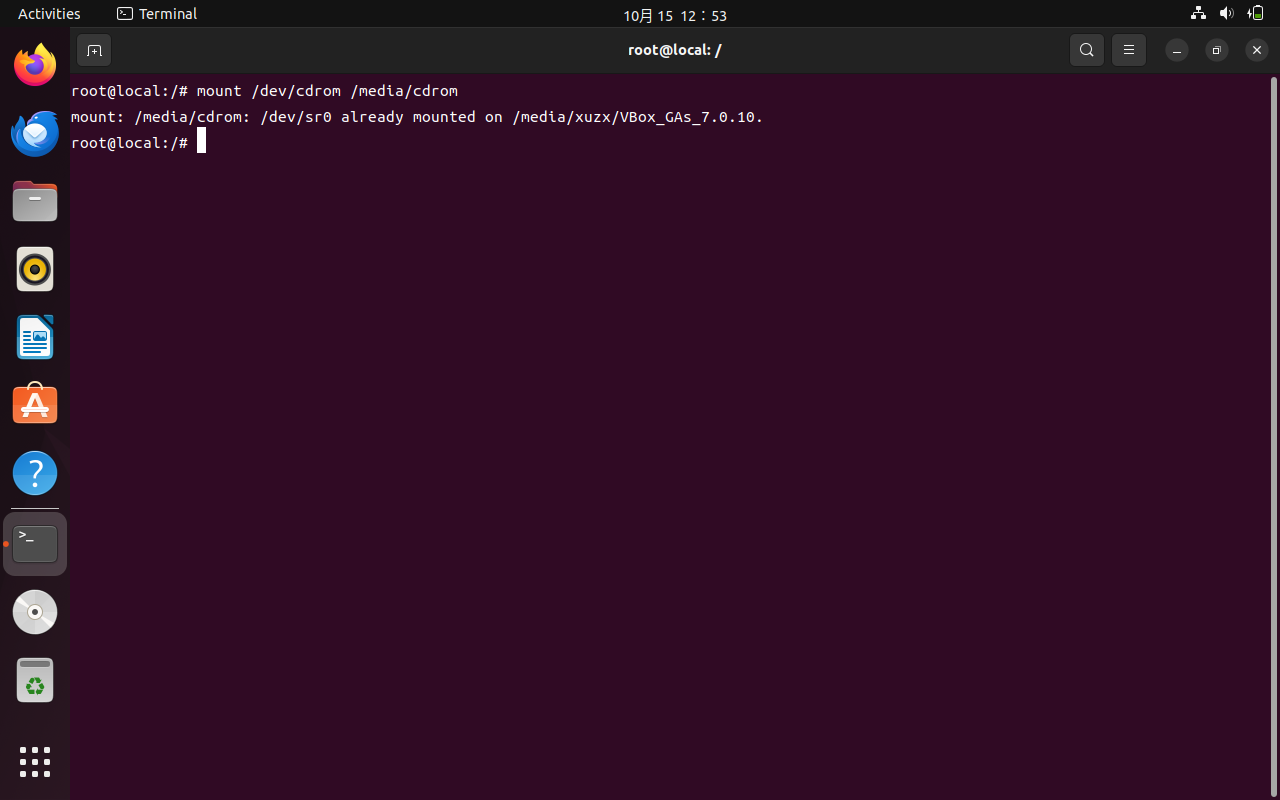 Activities
Terminal
10月 15 12：53
root@local: /
root@local:/# mount /dev/cdrom /media/cdrom
mount: /media/cdrom: /dev/sr0 already mounted on /media/xuzx/VBox_GAs_7.0.10.
root@local:/#